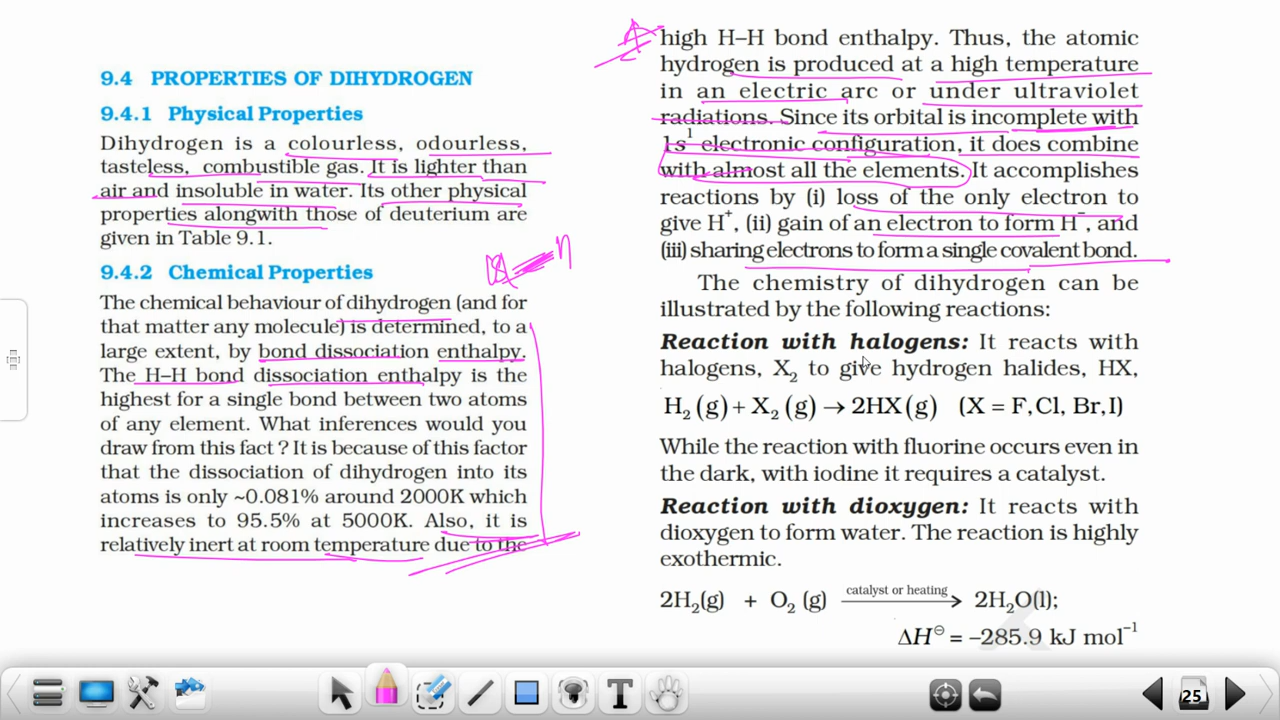 9.4 PROPERTIES OF DIHYDROGEN
9.4.1 Physical Properties
Dihydrogen is a colourless, odourless,
tasteless, combustible gas. It is lighter than
air and insoluble in water. Its other physical
properties alongwith those of deuterium are
given in Table 9.1.
9.4.2 Chemical Properties
The chemical behaviour of dihydrogen (and for
that matter any molecule) is determined, to a
large extent, by bond dissociation enthalpy.
The H–H bond dissociation enthalpy is the
highest for a single bond between two atoms
of any element. What inferences would you
draw from this fact ? It is because of this factor
that the dissociation of dihydrogen into its
atoms is only ~0.081% around 2000K which
increases to 95.5% at 5000K. Also, it is
relatively inert at room temperature due to the
high H–H bond enthalpy. Thus, the atomic
hydrogen is produced at a high temperature
in an electric arc or under ultraviolet
radiations. Since its orbital is incomplete with
1s¹ electronic configuration, it does combine
with almost all the elements. It accomplishes
reactions by (i) loss of the only electron to
give H⁺, (ii) gain of an electron to form H⁻, and
(iii) sharing electrons to form a single covalent bond.
The chemistry of dihydrogen can be
illustrated by the following reactions:
Reaction with halogens: It reacts with
halogens, X₂ to give hydrogen halides, HX,
H₂ (g) + X₂ (g) → 2HX (g) (X = F, Cl, Br, I)
While the reaction with fluorine occurs even in
the dark, with iodine it requires a catalyst.
Reaction with dioxygen: It reacts with
dioxygen to form water. The reaction is highly
exothermic.
catalyst or heating
2H₂(g) + O₂ (g) → 2H₂O(l);
ΔH⊖ = –285.9 kJ mol⁻¹
T
25